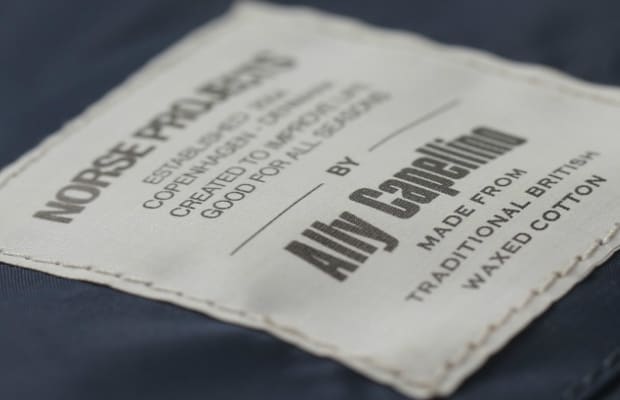 NORSE PROJECTS
ESTABLISHED 2004
COPENHAGEN - DENMARK
CREATED TO IMPROVE LIFE
GOOD FOR ALL SEASONS
BY
Ally Capellino
MADE FROM
TRADITIONAL BRITISH
WAXED COTTON